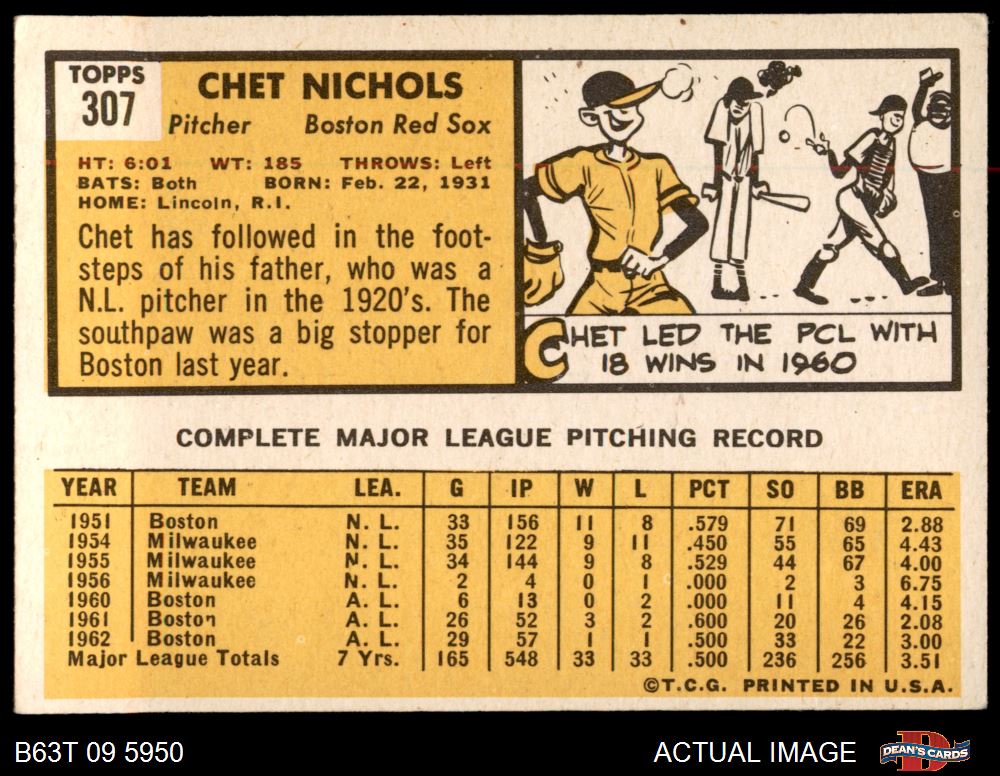 TOPPS
307
CHET NICHOLS
Pitcher Boston Red Sox
HT: 6:01 WT: 185 THROWS: Left
BATS: Both BORN: Feb. 22, 1931
HOME: Lincoln, R.I.
Chet has followed in the foot-
steps of his father, who was a
N.L. pitcher in the 1920's. The
southpaw was a big stopper for
Boston last year.
CHET LED THE PCL WITH
18 WINS IN 1960
COMPLETE MAJOR LEAGUE PITCHING RECORD
YEAR TEAM LEA. G IP W L PCT SO BB ERA
1951 Boston N. L. 33 156 11 8 .579 71 69 2.88
1954 Milwaukee N. L. 35 122 9 11 .450 55 65 4.43
1955 Milwaukee N. L. 34 144 9 8 .529 44 67 4.00
1956 Milwaukee N. L. 2 4 0 1 .000 2 3 6.75
1960 Boston A. L. 6 13 0 2 .000 11 4 4.15
1961 Boston A. L. 26 52 3 2 .600 20 26 2.08
1962 Boston A. L. 29 57 1 1 .500 33 22 3.00
Major League Totals 7 Yrs. 165 548 33 33 .500 236 256 3.51
©T.C.G. PRINTED IN U.S.A.
B63T 09 5950
ACTUAL IMAGE
D
DEAN'S CARDS